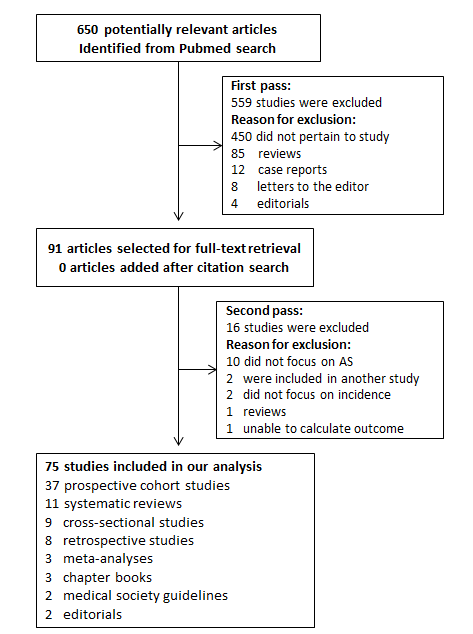 650 potentially relevant articles
Identified from Pubmed search
First pass:
559 studies were excluded
Reason for exclusion:
450 did not pertain to study
85 reviews
12 case reports
8 letters to the editor
4 editorials
91 articles selected for full-text retrieval
0 articles added after citation search
Second pass:
16 studies were excluded
Reason for exclusion:
10 did not focus on AS
2 were included in another study
2 did not focus on incidence
1 reviews
1 unable to calculate outcome
75 studies included in our analysis
37 prospective cohort studies
11 systematic reviews
9 cross-sectional studies
8 retrospective studies
3 meta-analyses
3 chapter books
2 medical society guidelines
2 editorials